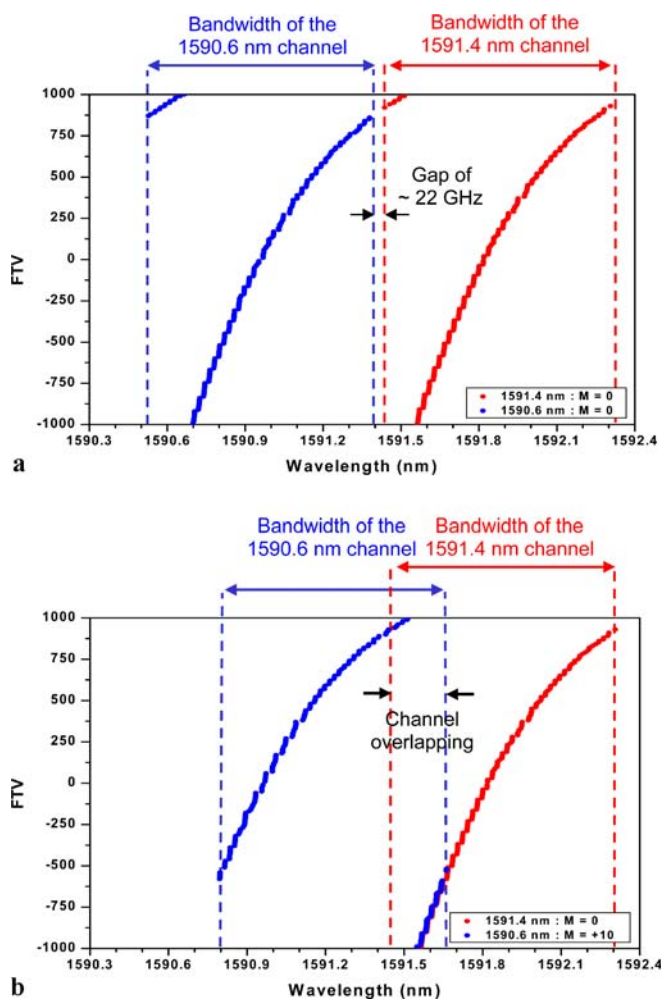 Bandwidth of the
1590.6 nm channel
Bandwidth of the
1591.4 nm channel
1000
750
500
250
0
-250
-500
-750
-1000
FTV
Gap of
~ 22 GHz
1591.4 nm : M = 0
1590.6 nm : M = 0
1590.3 1590.6 1590.9 1591.2 1591.5 1591.8 1592.1 1592.4
Wavelength (nm)
a
Bandwidth of the
1590.6 nm channel
Bandwidth of the
1591.4 nm channel
1000
750
500
250
0
-250
-500
-750
-1000
FTV
Channel
overlapping
1591.4 nm : M = 0
1590.6 nm : M = +10
1590.3 1590.6 1590.9 1591.2 1591.5 1591.8 1592.1 1592.4
Wavelength (nm)
b